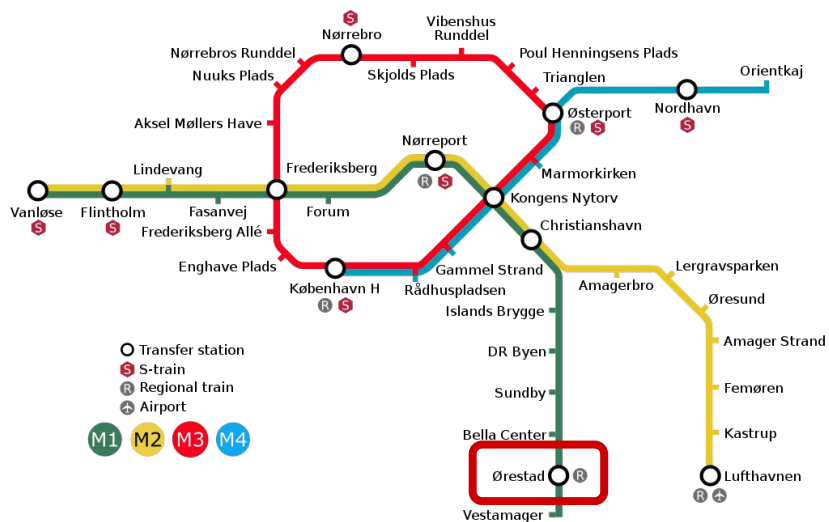 Vibenshus
Runddel
S
Nørrebro
Nørrebros Runddel
Poul Henningsens Plads
Nuuks Plads
Skjolds Plads
Trianglen
Orientkaj
Aksel Møllers Have
Østerport
R S
Nordhavn
S
Nørreport
R S
Lindevang
Frederiksberg
Marmorkirken
Vanløse
S
Flintholm
S
Fasanvej
Forum
Kongens Nytorv
Frederiksberg Allé
Christianshavn
Enghave Plads
København H
R S
Gammel Strand
Rådhuspladsen
Lergravsparken
Amagerbro
Øresund
Islands Brygge
Amager Strand
DR Byen
Sundby
Femøren
Bella Center
Kastrup
Ørestad R
Lufthavnen
R
Vestamager
Transfer station
S S-train
R Regional train
Airport
M1 M2 M3 M4